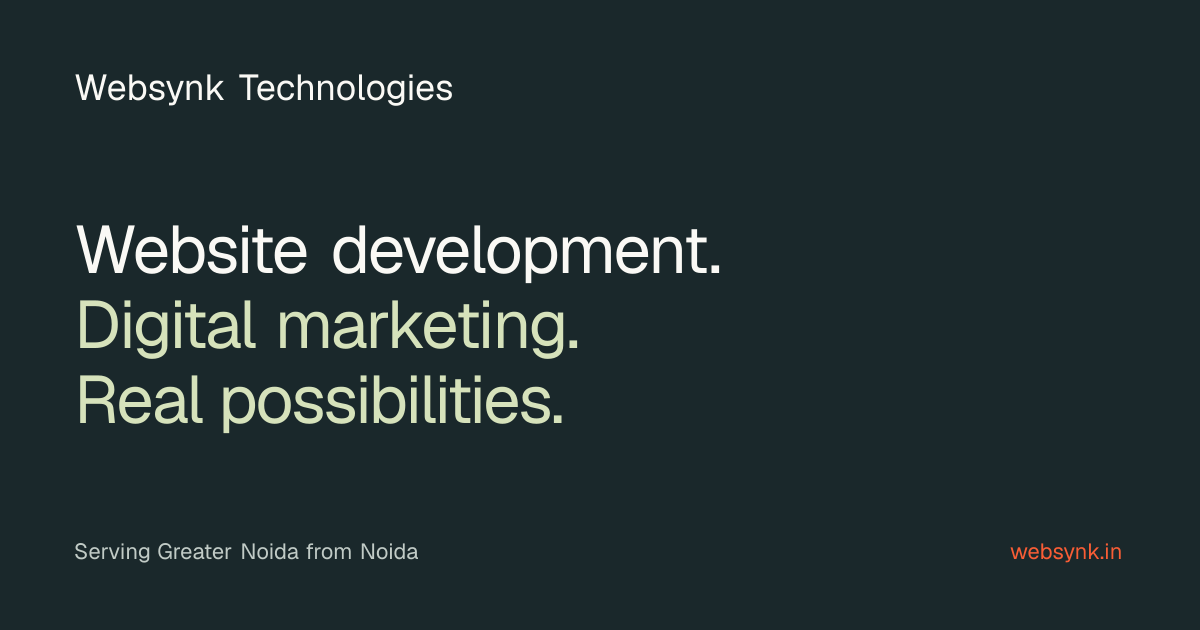 Websynk Technologies
Website development.
Digital marketing.
Real possibilities.
Serving Greater Noida from Noida
websynk.in